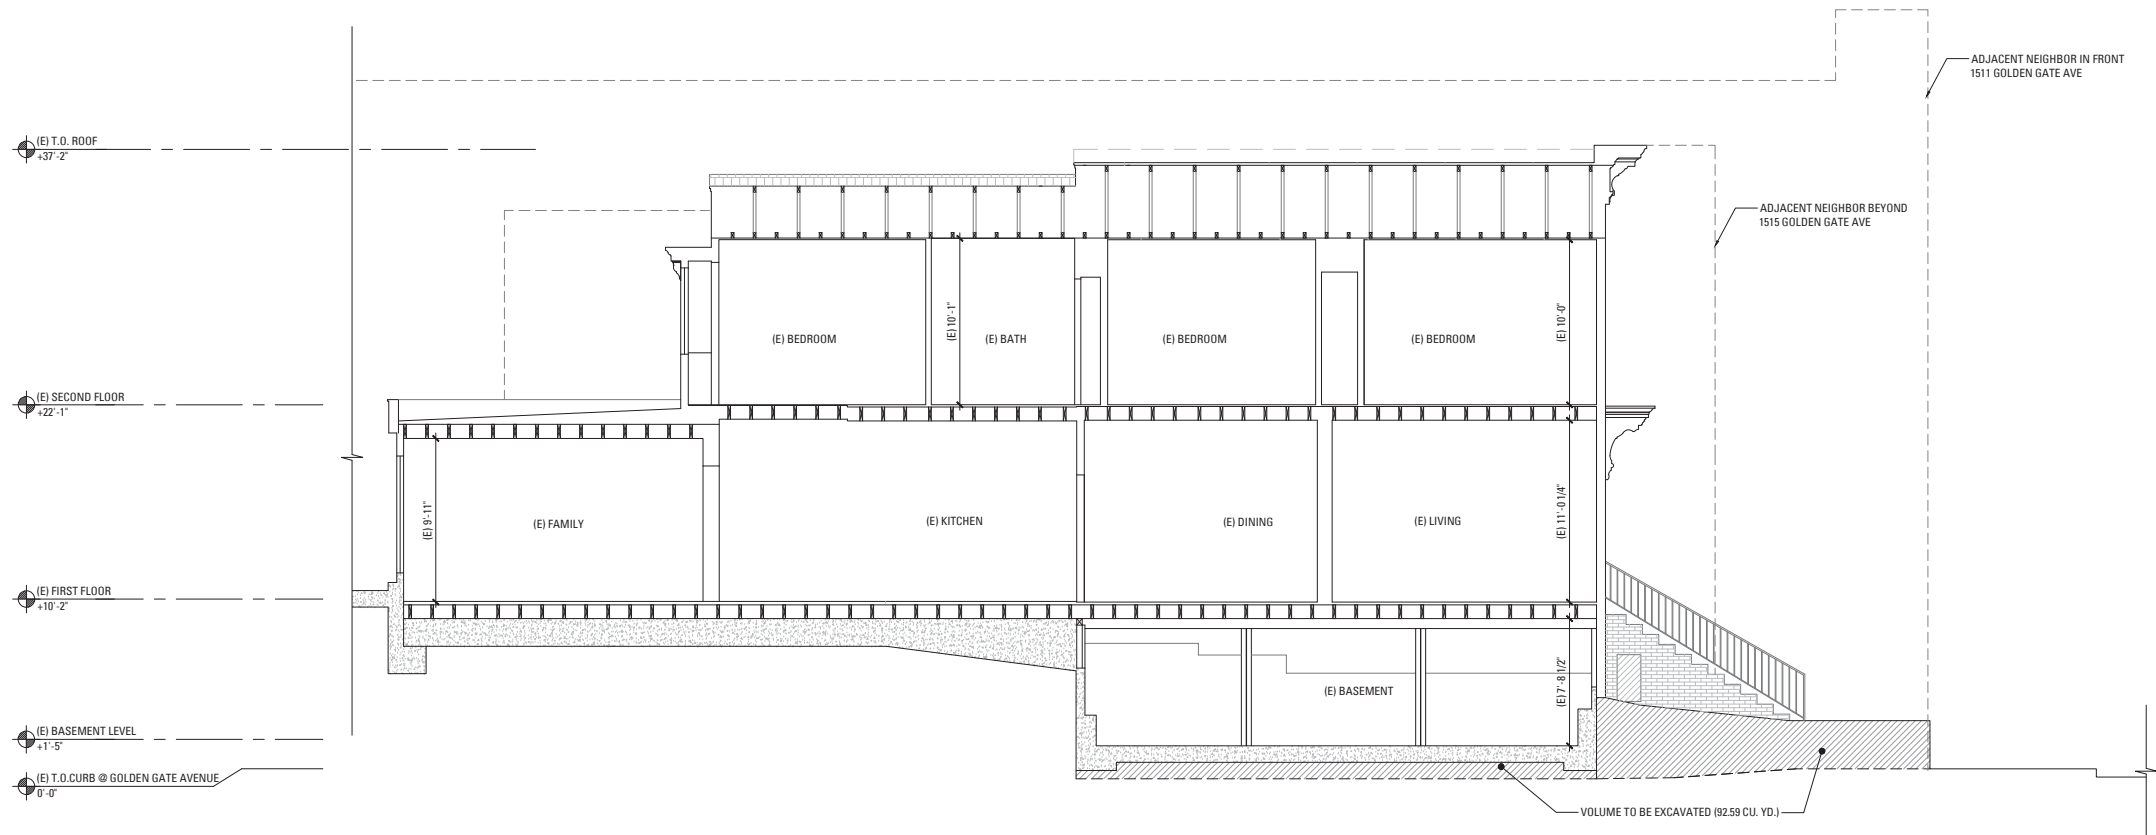 ADJACENT NEIGHBOR IN FRONT
1511 GOLDEN GATE AVE
(E) T.O. ROOF
+37'-2"
ADJACENT NEIGHBOR BEYOND
1515 GOLDEN GATE AVE
(E) BEDROOM
(E) 10'-1"
(E) BATH
(E) BEDROOM
(E) BEDROOM
(E) 10'-0"
(E) SECOND FLOOR
+22'-1"
(E) 9'-11"
(E) FAMILY
(E) KITCHEN
(E) DINING
(E) LIVING
(E) 11'-0 1/4"
(E) FIRST FLOOR
+10'-2"
(E) BASEMENT
(E) 7'-8 1/2"
(E) BASEMENT LEVEL
+1'-5"
(E) T.O.CURB @ GOLDEN GATE AVENUE
0'-0"
VOLUME TO BE EXCAVATED (92.59 CU. YD.)